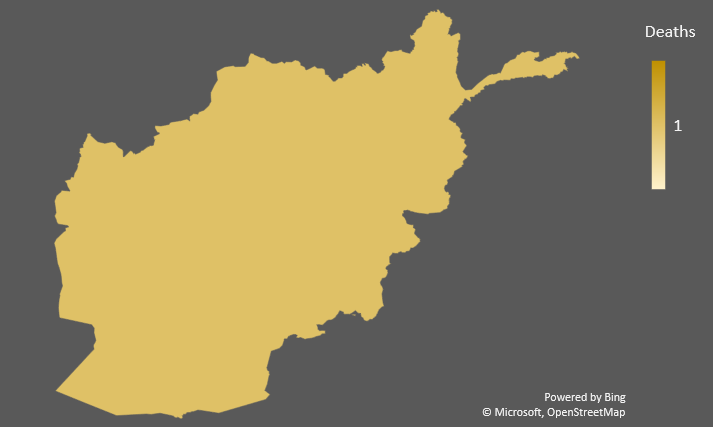 Deaths
1
Powered by Bing
© Microsoft, OpenStreetMap